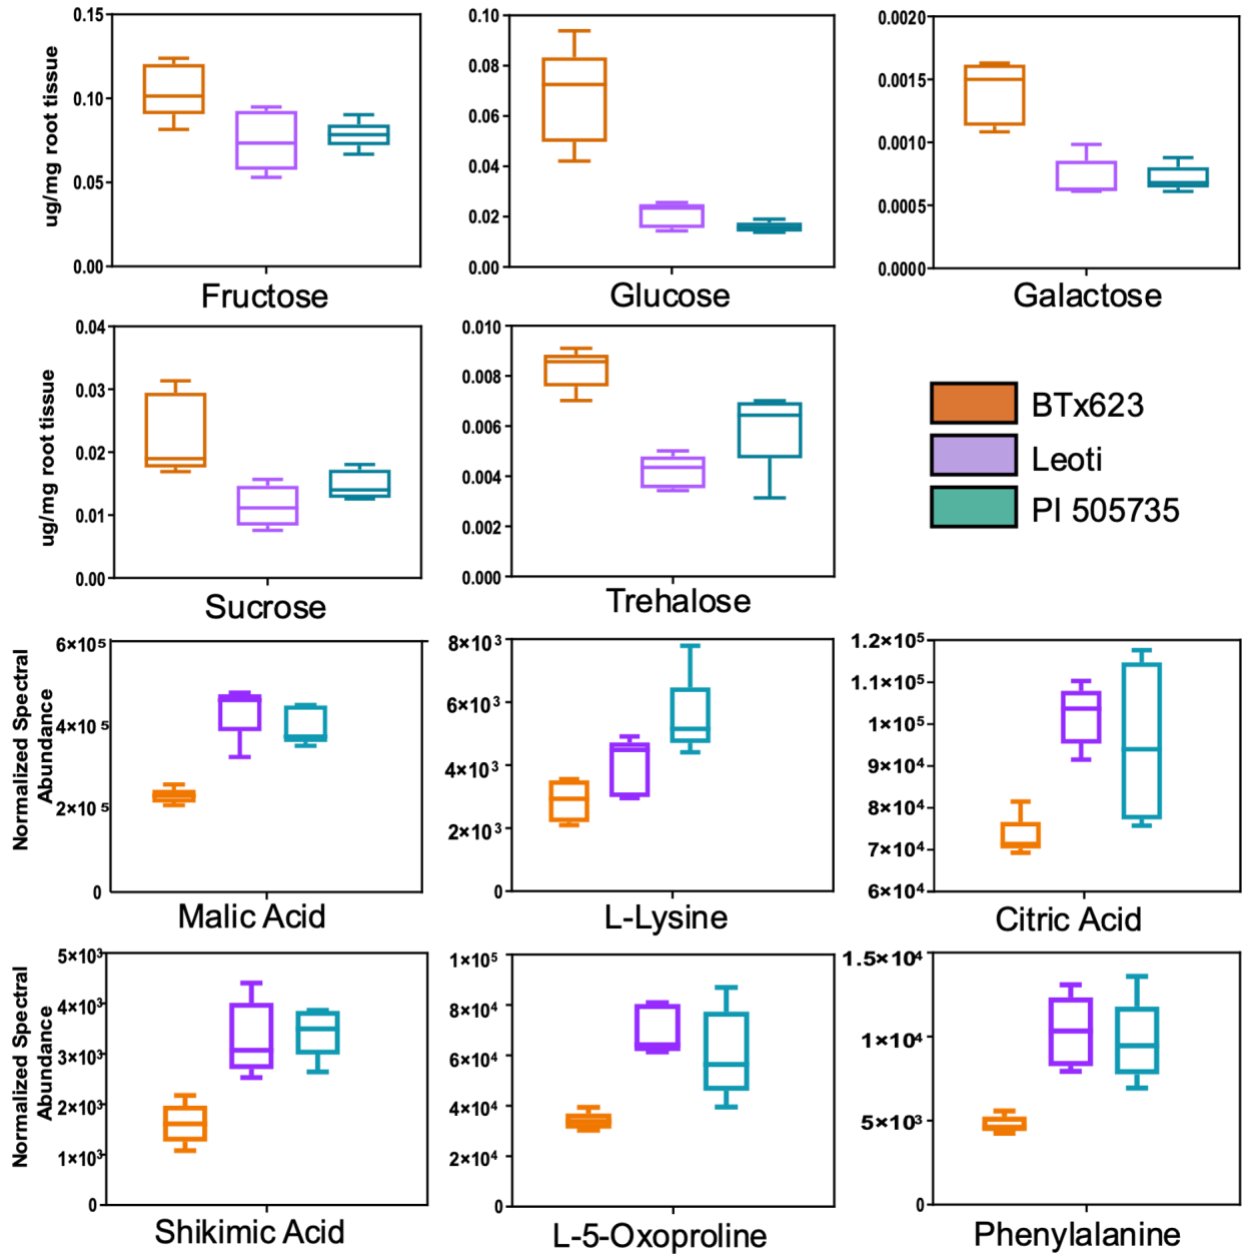 ug/mg root tissue
0.15
0.10
0.05
0.00
Fructose
0.10
0.08
0.06
0.04
0.02
0.00
Glucose
0.0020
0.0015
0.0010
0.0005
0.0000
Galactose
ug/mg root tissue
0.04
0.03
0.02
0.01
0.00
Sucrose
0.010
0.008
0.006
0.004
0.002
0.000
Trehalose
BTx623
Leoti
PI 505735
Normalized Spectral
Abundance
6×10⁵
4×10⁵
2×10⁵
0
Malic Acid
8×10³
6×10³
4×10³
2×10³
0
L-Lysine
1.2×10⁵
1.1×10⁵
1×10⁵
9×10⁴
8×10⁴
7×10⁴
6×10⁴
Citric Acid
Normalized Spectral
Abundance
5×10³
4×10³
3×10³
2×10³
1×10³
0
Shikimic Acid
1×10⁵
8×10⁴
6×10⁴
4×10⁴
2×10⁴
0
L-5-Oxoproline
1.5×10⁴
1×10⁴
5×10³
0
Phenylalanine